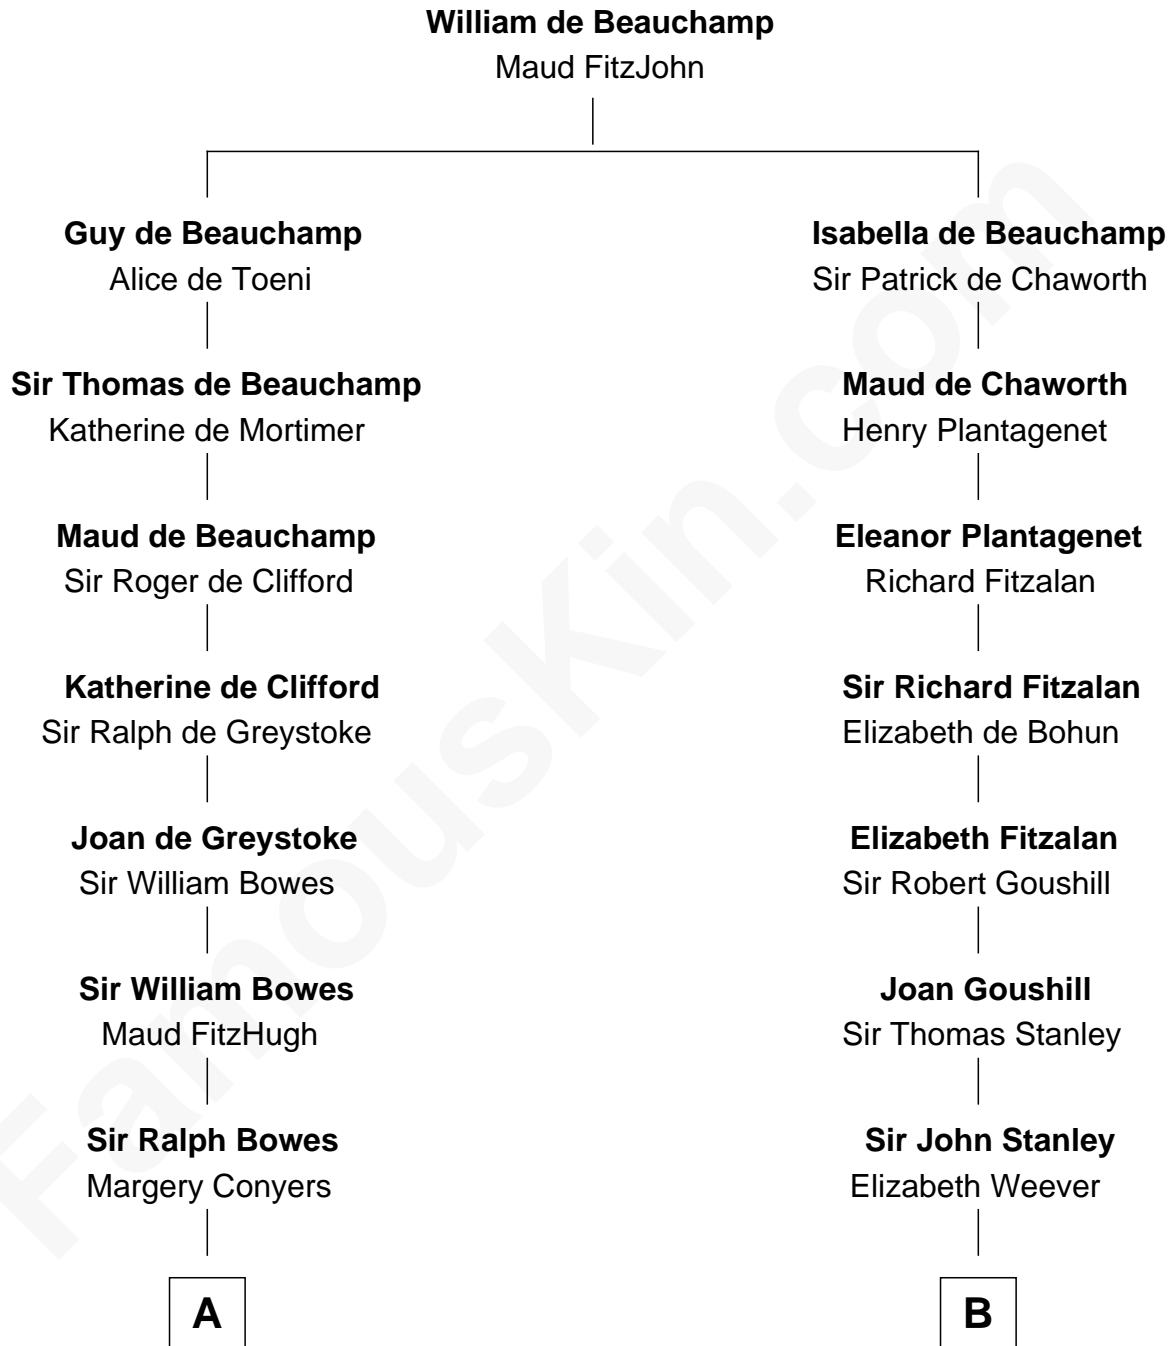 William de Beauchamp
Maud FitzJohn
Guy de Beauchamp
Alice de Toeni
Isabella de Beauchamp
Sir Patrick de Chaworth
Sir Thomas de Beauchamp
Katherine de Mortimer
Maud de Chaworth
Henry Plantagenet
Maud de Beauchamp
Sir Roger de Clifford
Eleanor Plantagenet
Richard Fitzalan
Katherine de Clifford
Sir Ralph de Greystoke
Sir Richard Fitzalan
Elizabeth de Bohun
Joan de Greystoke
Sir William Bowes
Elizabeth Fitzalan
Sir Robert Goushill
Sir William Bowes
Maud FitzHugh
Joan Goushill
Sir Thomas Stanley
Sir Ralph Bowes
Margery Conyers
Sir John Stanley
Elizabeth Weever
A
B
FamousKin.com